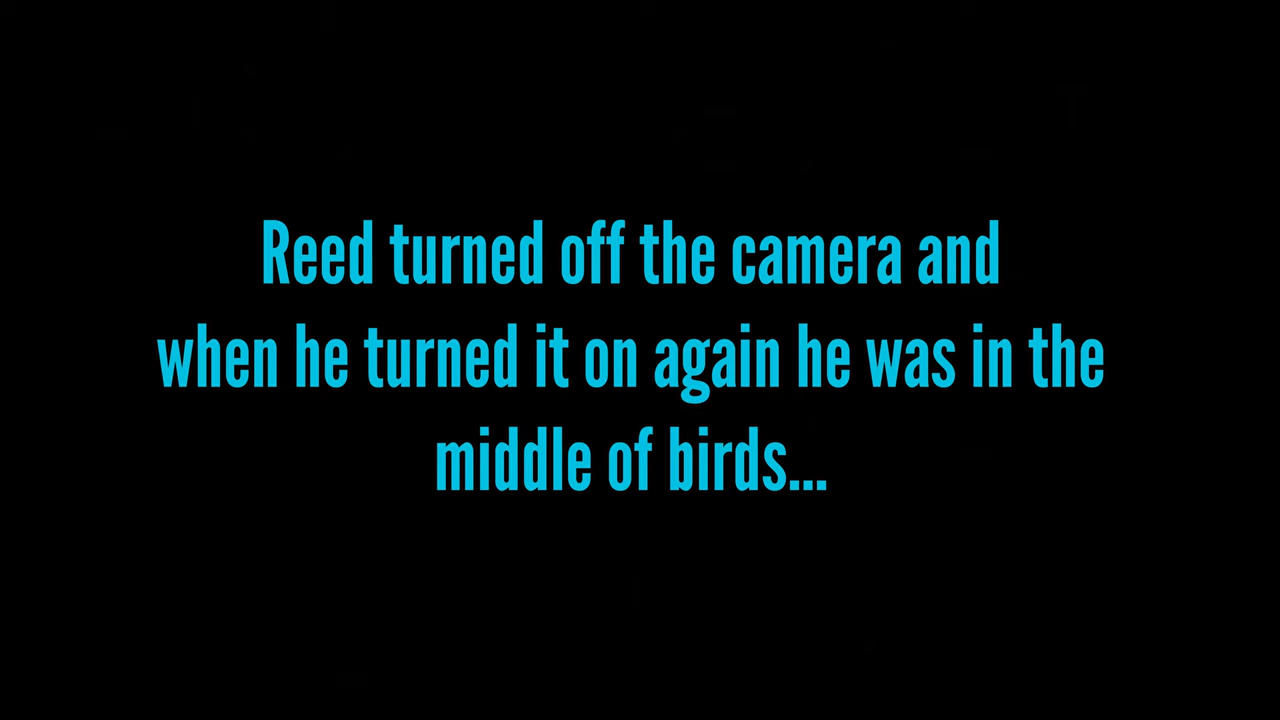 Reed turned off the camera and
when he turned it on again he was in the
middle of birds...